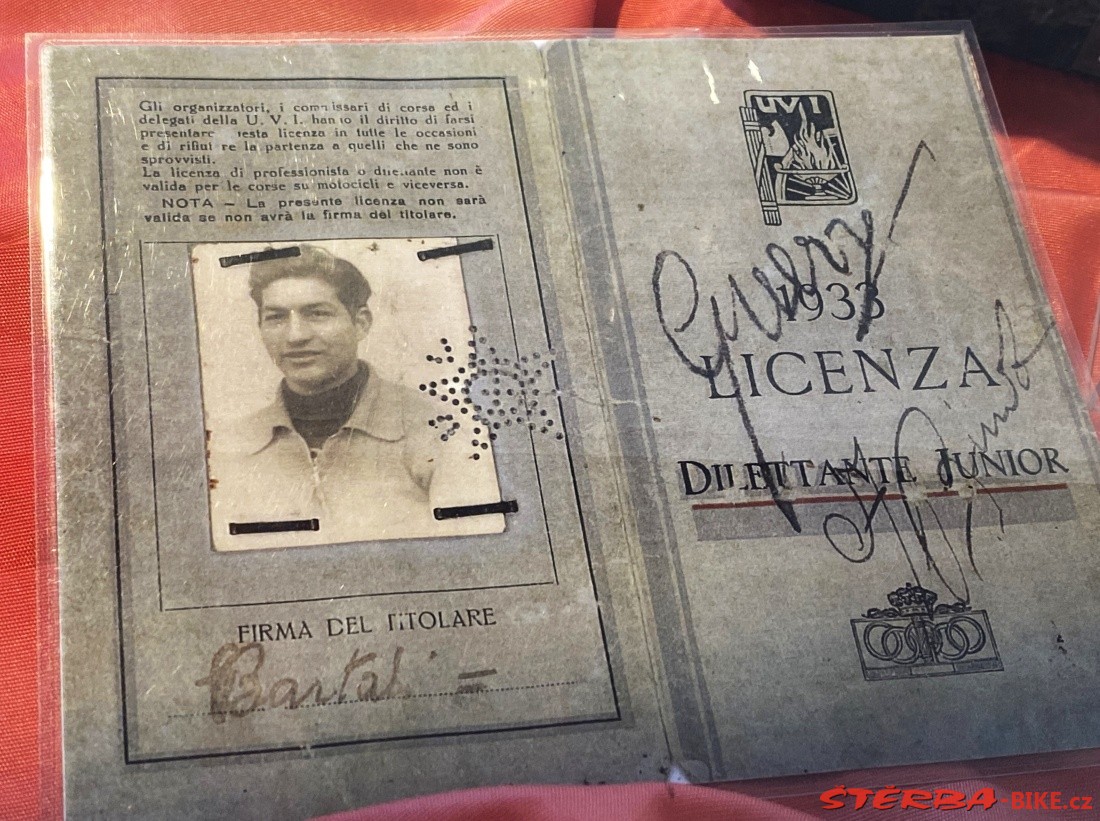 Gli organizzatori, i commissari di corsa ed i
delegati della U. V. I. hanno il diritto di farsi
presentare testa licenza in tutte le occasioni
e di rifiutare la partenza a quelli che ne sono
sprovvisti.
La licenza di professionista o dilettante non è
valida per le corse su motocicli e viceversa.
NOTA — La presente licenza non sarà
valida se non avrà la firma del titolare.
FIRMA DEL TITOLARE
Bartali =
UVI
1933
LICENZA
DILETTANTE JUNIOR
ŠTĚRBA-BIKE.cz